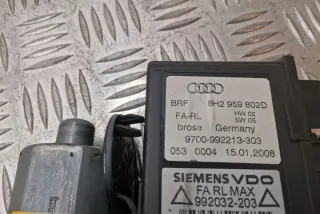 BRF 8H2 959 802D
FA-RL HW 02
SW 05
brose Germany
9700-992213-303
053 0004 15.01.2008
SIEMENS VDO
FA RL MAX
992032-203